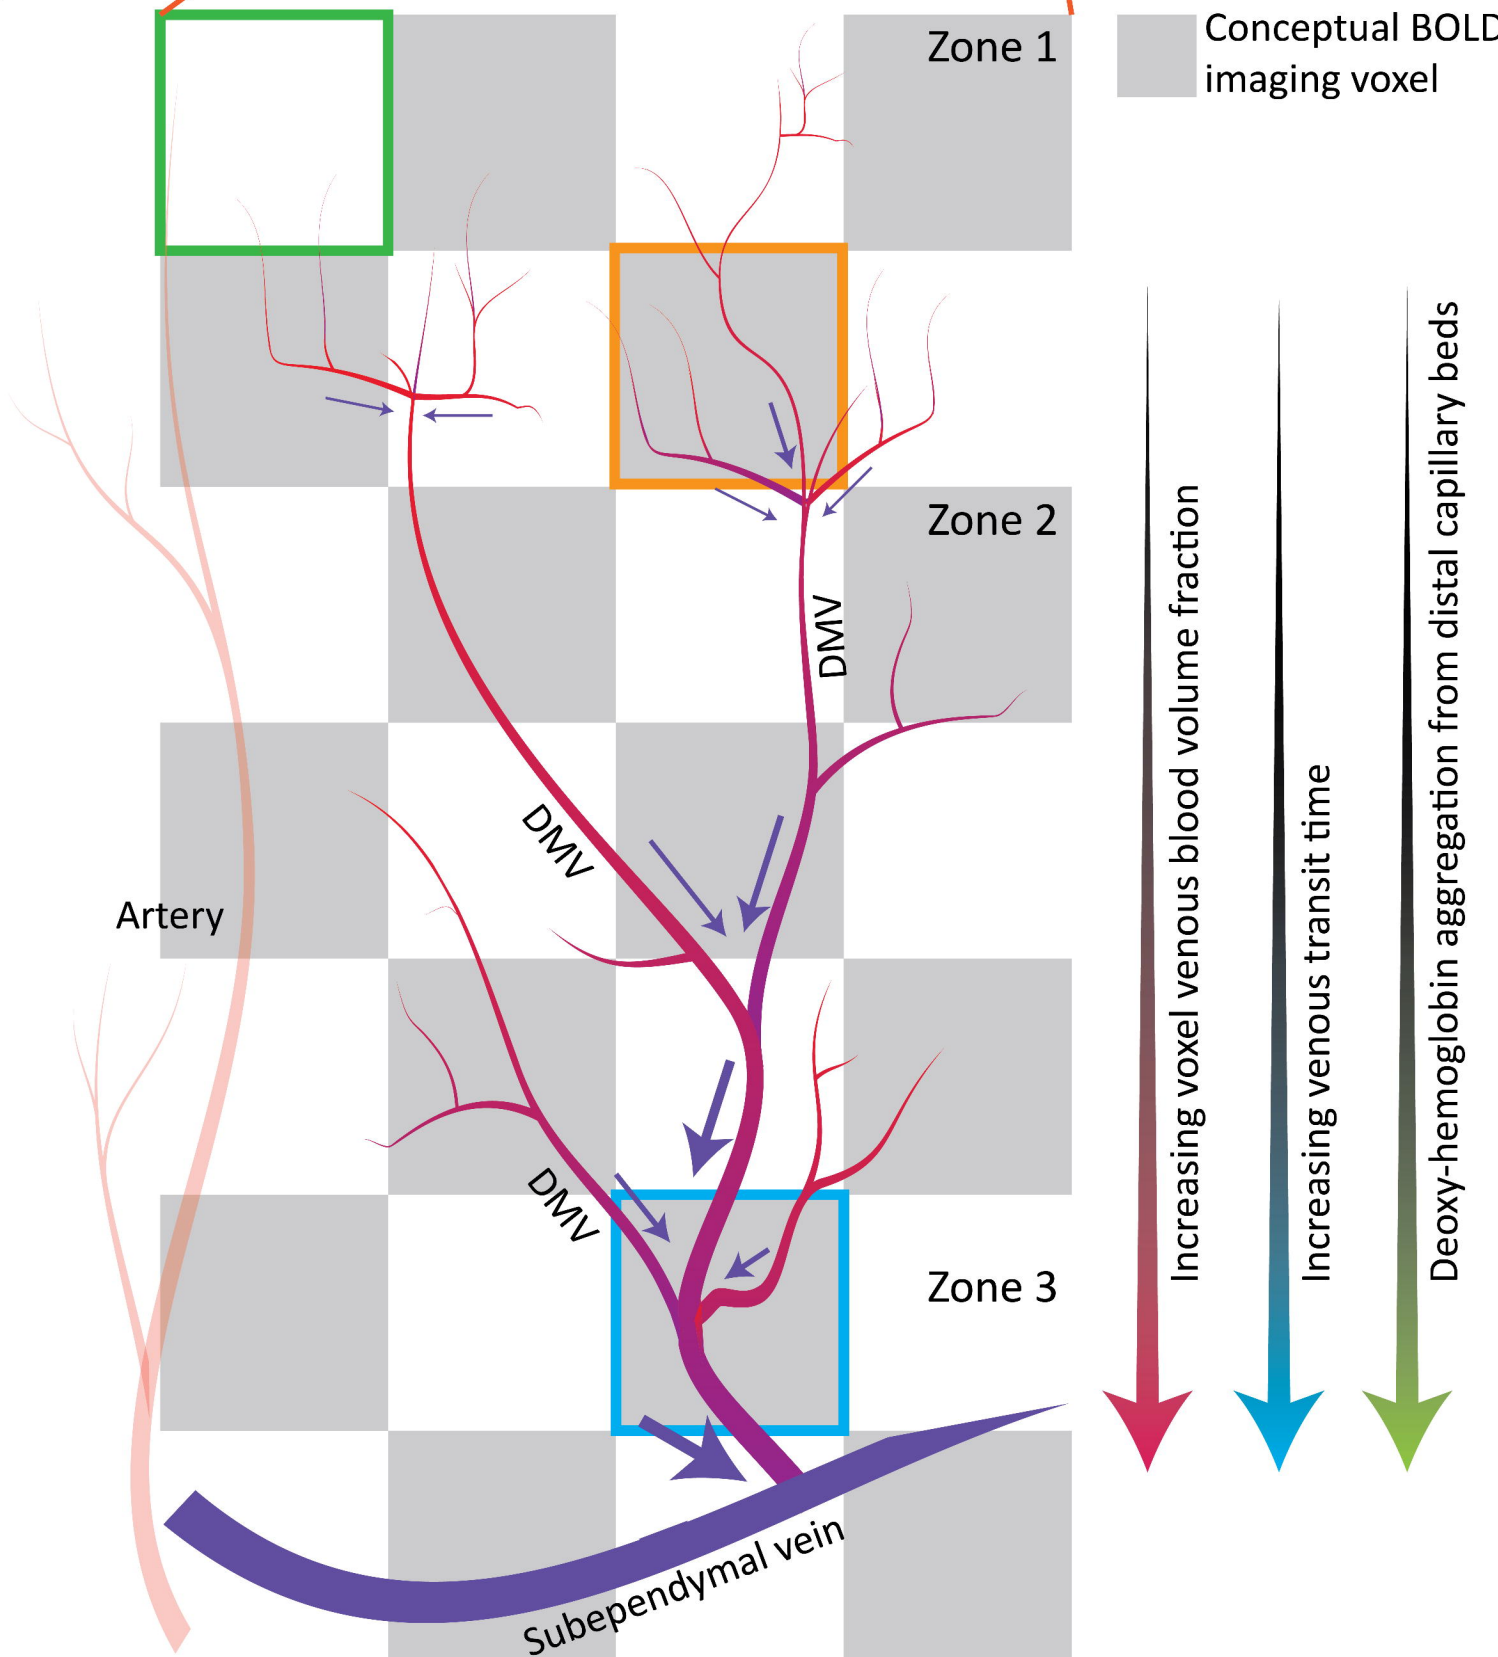 Zone 1
Conceptual BOLD
imaging voxel
Zone 2
DMV
DMV
Artery
DMV
Zone 3
Subependymal vein
Increasing voxel venous blood volume fraction
Increasing venous transit time
Deoxy-hemoglobin aggregation from distal capillary beds